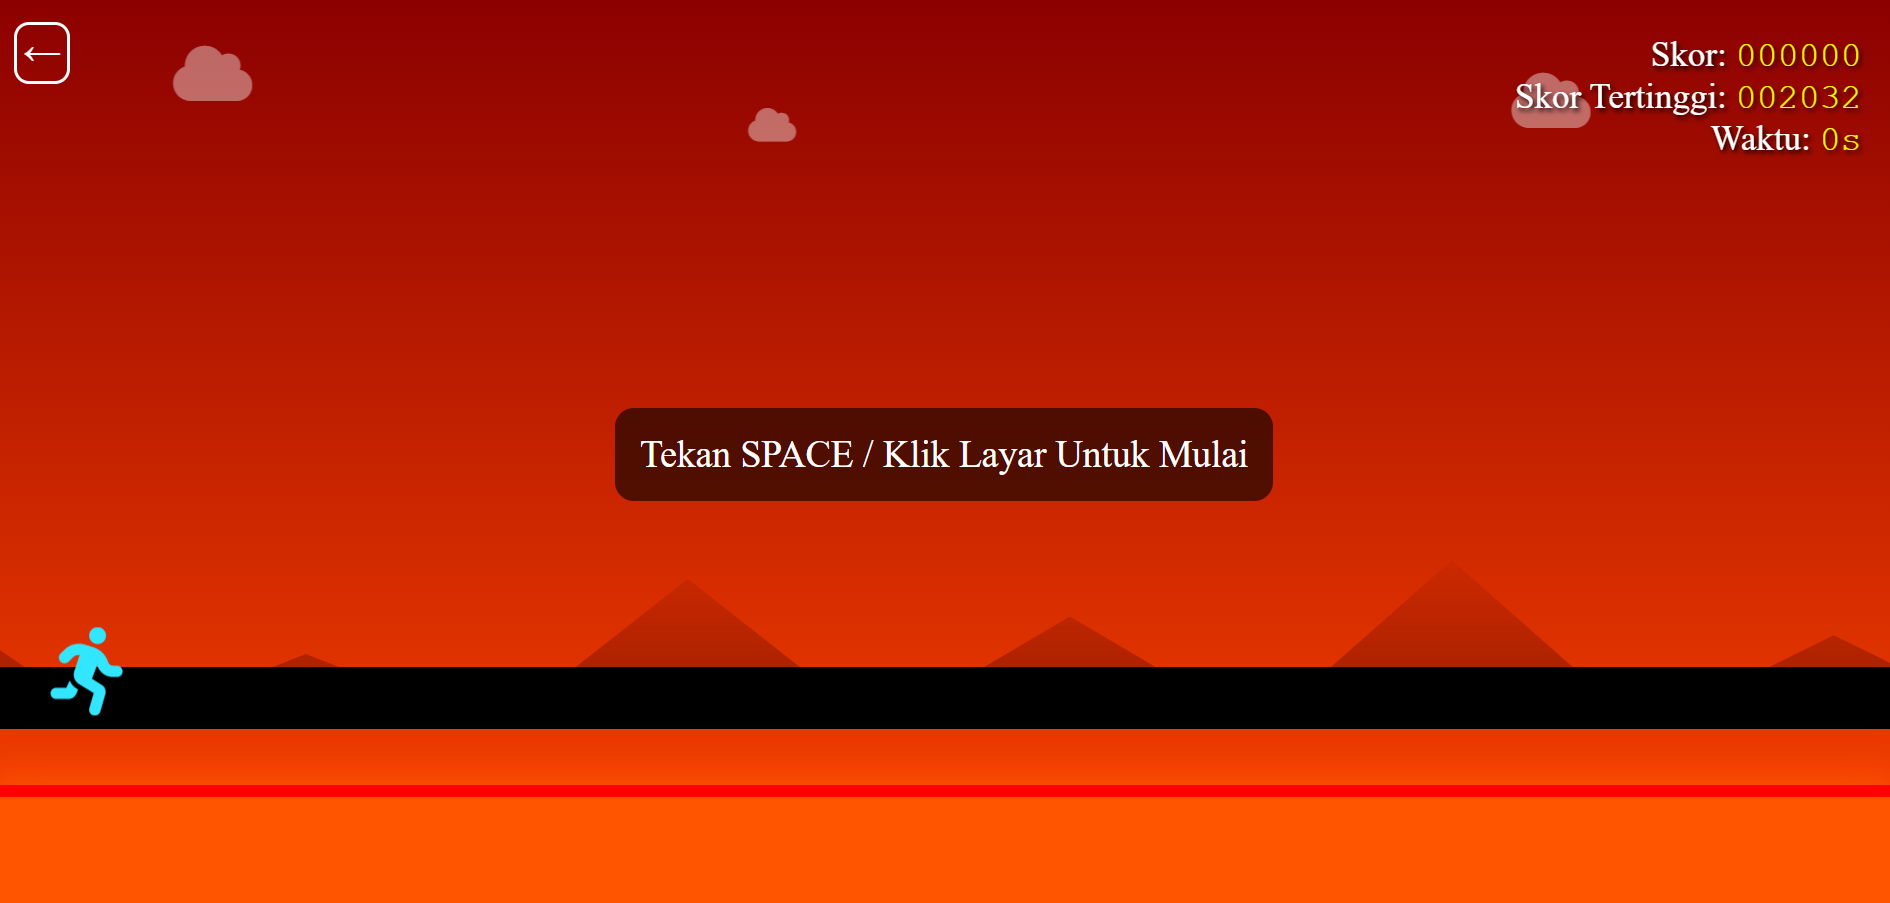 Skor: 000000
Skor Tertinggi: 002032
Waktu: 0s
Tekan SPACE / Klik Layar Untuk Mulai